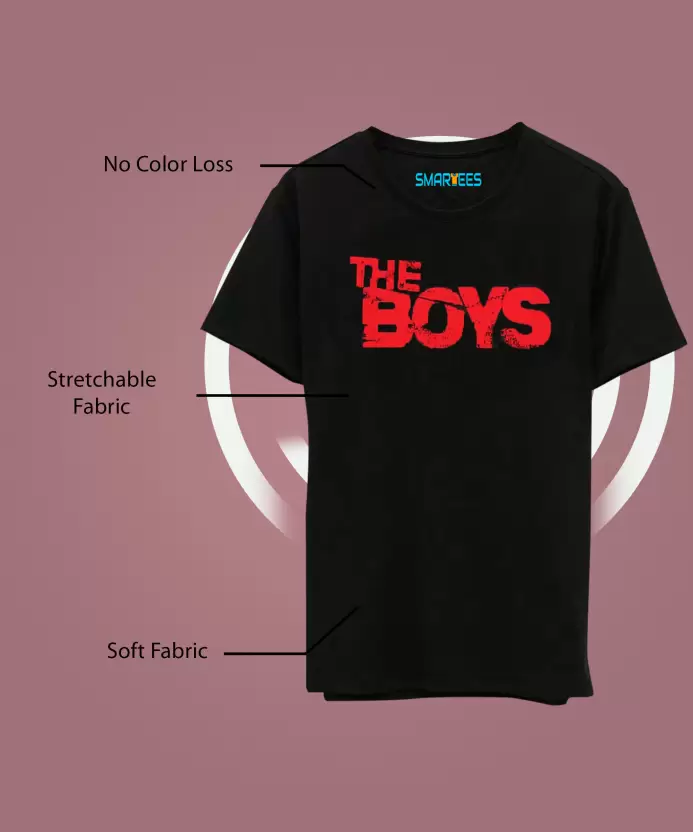 No Color Loss
SMARTEES
THE
BOYS
Stretchable
Fabric
Soft Fabric